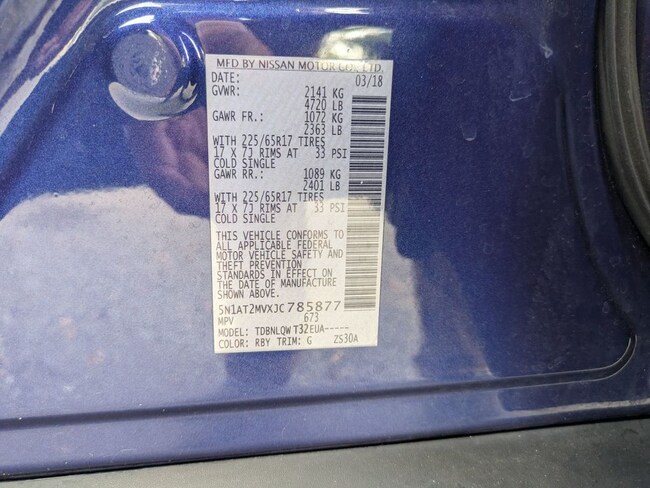 MFD BY NISSAN MOTOR CO., LTD.
DATE: 03/18
GVWR: 2141 KG
4720 LB
GAWR FR.: 1072 KG
2363 LB
WITH 225/65R17 TIRES
17 X 7J RIMS AT 33 PSI
COLD SINGLE
GAWR RR.: 1089 KG
2401 LB
WITH 225/65R17 TIRES
17 X 7J RIMS AT 33 PSI
COLD SINGLE
THIS VEHICLE CONFORMS TO
ALL APPLICABLE FEDERAL
MOTOR VEHICLE SAFETY AND
THEFT PREVENTION
STANDARDS IN EFFECT ON
THE DATE OF MANUFACTURE
SHOWN ABOVE.
5N1AT2MVXJC785877
MPV 673
MODEL: TDBNLQW T32EUA-----
COLOR: RBY TRIM: G ZS30A